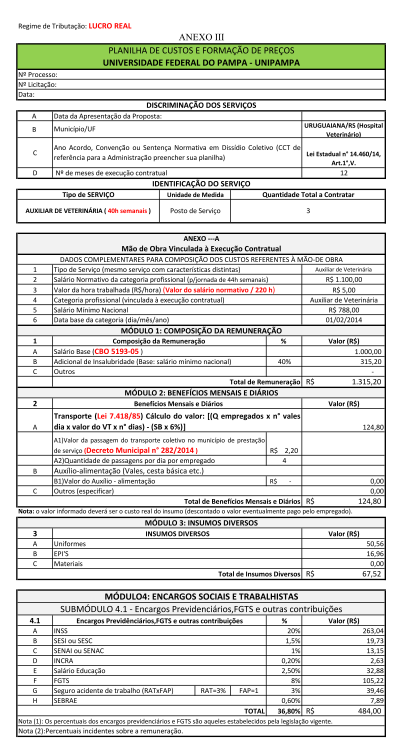 Regime de Tributação: LUCRO REAL
ANEXO III
PLANILHA DE CUSTOS E FORMAÇÃO DE PREÇOS
UNIVERSIDADE FEDERAL DO PAMPA - UNIPAMPA
Nº Processo:
Nº Licitação:
Data:
DISCRIMINAÇÃO DOS SERVIÇOS
A Data da Apresentação da Proposta:
B Município/UF URUGUAIANA/RS (Hospital Veterinário)
C Ano Acordo, Convenção ou Sentença Normativa em Dissídio Coletivo (CCT de referência para a Administração preencher sua planilha) Lei Estadual n° 14.460/14, Art.1°,V.
D Nº de meses de execução contratual 12
IDENTIFICAÇÃO DO SERVIÇO
Tipo de SERVIÇO Unidade de Medida Quantidade Total a Contratar
AUXILIAR DE VETERINÁRIA ( 40h semanais ) Posto de Serviço 3
ANEXO ---A
Mão de Obra Vinculada à Execução Contratual
DADOS COMPLEMENTARES PARA COMPOSIÇÃO DOS CUSTOS REFERENTES À MÃO-DE OBRA
1 Tipo de Serviço (mesmo serviço com características distintas) Auxiliar de Veterinária
2 Salário Normativo da categoria profissional (p/jornada de 44h semanais) R$ 1.100,00
3 Valor da hora trabalhada (R$/hora) (Valor do salário normativo / 220 h) R$ 5,00
4 Categoria profissional (vinculada à execução contratual) Auxiliar de Veterinária
5 Salário Mínimo Nacional R$ 788,00
6 Data base da categoria (dia/mês/ano) 01/02/2014
MÓDULO 1: COMPOSIÇÃO DA REMUNERAÇÃO
1 Composição da Remuneração % Valor (R$)
A Salário Base (CBO 5193-05 ) 1.000,00
B Adicional de Insalubridade (Base: salário mínimo nacional) 40% 315,20
C Outros -
Total de Remuneração R$ 1.315,20
MÓDULO 2: BENEFÍCIOS MENSAIS E DIÁRIOS
2 Benefícios Mensais e Diários Valor (R$)
A Transporte (Lei 7.418/85) Cálculo do valor: [(Q empregados x n° vales dia x valor do VT x n° dias) - (SB x 6%)] 124,80
A1)Valor da passagem do transporte coletivo no município de prestação de serviço (Decreto Municipal n° 282/2014 ) R$ 2,20
A2)Quantidade de passagens por dia por empregado 4
B Auxílio-alimentação (Vales, cesta básica etc.)
B1)Valor do Auxílio - alimentação R$ - 0,00
C Outros (especificar) 0,00
Total de Benefícios Mensais e Diários R$ 124,80
Nota: o valor informado deverá ser o custo real do insumo (descontado o valor eventualmente pago pelo empregado).
MÓDULO 3: INSUMOS DIVERSOS
3 INSUMOS DIVERSOS Valor (R$)
A Uniformes 50,56
B EPI'S 16,96
C Materiais 0,00
Total de Insumos Diversos R$ 67,52
MÓDULO4: ENCARGOS SOCIAIS E TRABALHISTAS
SUBMÓDULO 4.1 - Encargos Previdenciários,FGTS e outras contribuições
4.1 Encargos Previdênciários,FGTS e outras contribuições % Valor (R$)
A INSS 20% 263,04
B SESI ou SESC 1,5% 19,73
C SENAI ou SENAC 1% 13,15
D INCRA 0,20% 2,63
E Salário Educação 2,50% 32,88
F FGTS 8% 105,22
G Seguro acidente de trabalho (RATxFAP) RAT=3% FAP=1 3% 39,46
H SEBRAE 0,60% 7,89
TOTAL 36,80% R$ 484,00
Nota (1): Os percentuais dos encargos previdenciários e FGTS são aqueles estabelecidos pela legislação vigente.
Nota (2):Percentuais incidentes sobre a remuneração.